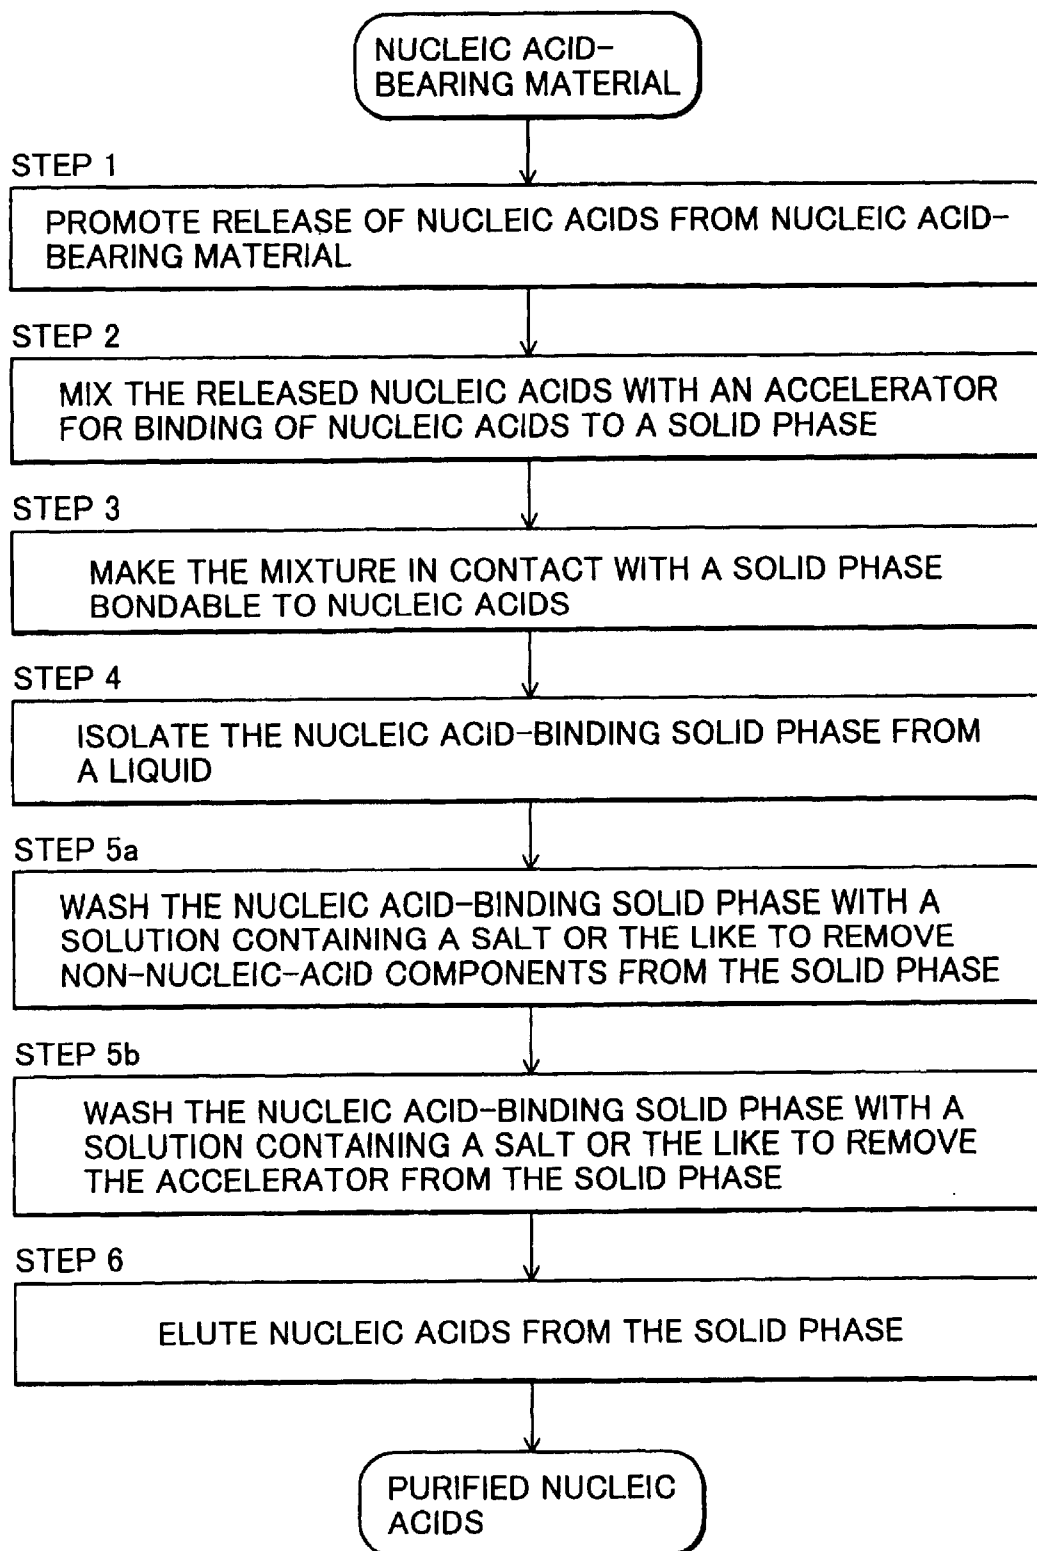 NUCLEIC ACID-
BEARING MATERIAL
STEP 1
PROMOTE RELEASE OF NUCLEIC ACIDS FROM NUCLEIC ACID-
BEARING MATERIAL
STEP 2
MIX THE RELEASED NUCLEIC ACIDS WITH AN ACCELERATOR
FOR BINDING OF NUCLEIC ACIDS TO A SOLID PHASE
STEP 3
MAKE THE MIXTURE IN CONTACT WITH A SOLID PHASE
BONDABLE TO NUCLEIC ACIDS
STEP 4
ISOLATE THE NUCLEIC ACID-BINDING SOLID PHASE FROM
A LIQUID
STEP 5a
WASH THE NUCLEIC ACID-BINDING SOLID PHASE WITH A
SOLUTION CONTAINING A SALT OR THE LIKE TO REMOVE
NON-NUCLEIC-ACID COMPONENTS FROM THE SOLID PHASE
STEP 5b
WASH THE NUCLEIC ACID-BINDING SOLID PHASE WITH A
SOLUTION CONTAINING A SALT OR THE LIKE TO REMOVE
THE ACCELERATOR FROM THE SOLID PHASE
STEP 6
ELUTE NUCLEIC ACIDS FROM THE SOLID PHASE
PURIFIED NUCLEIC
ACIDS